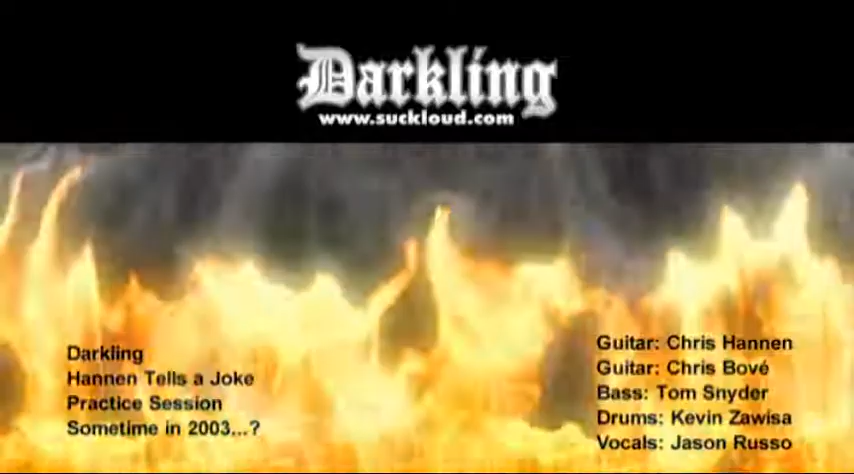 Darkling
www.suckloud.com
Darkling
Hannen Tells a Joke
Practice Session
Sometime in 2003...?
Guitar: Chris Hannen
Guitar: Chris Bové
Bass: Tom Snyder
Drums: Kevin Zawisa
Vocals: Jason Russo